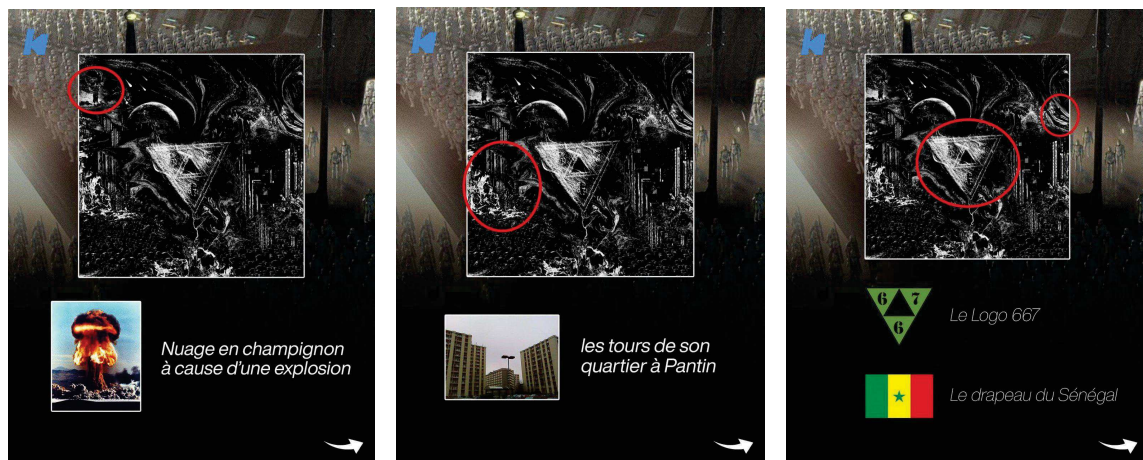 Nuage en champignon
à cause d'une explosion
les tours de son
quartier à Pantin
6 7
6
Le Logo 667
Le drapeau du Sénégal